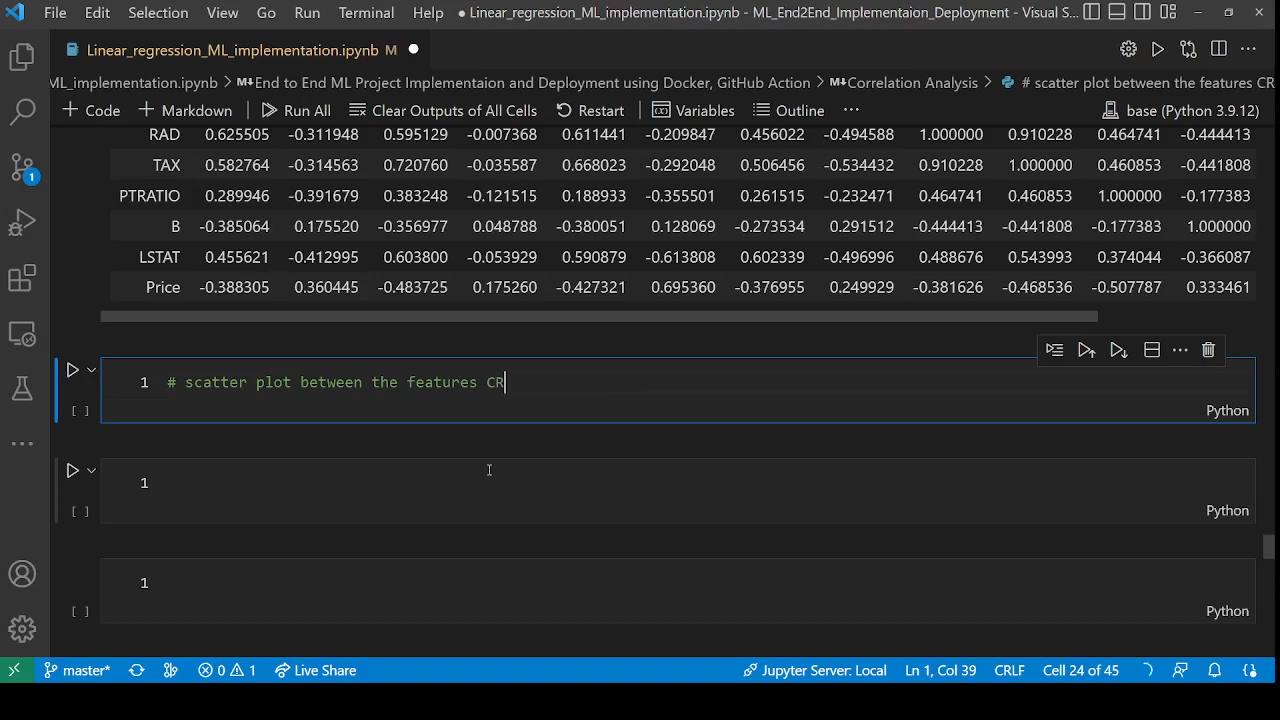 File Edit Selection View Go Run Terminal Help ● Linear_regression_ML_implementation.ipynb - ML_End2End_Implementaion_Deployment - Visual S...
Linear_regression_ML_implementation.ipynb M
ML_implementation.ipynb > M↓End to End ML Project Implementaion and Deployment using Docker, GitHub Action > M↓Correlation Analysis > # scatter plot between the features CR
+ Code + Markdown Run All Clear Outputs of All Cells Restart Variables Outline ... base (Python 3.9.12)
RAD 0.625505 -0.311948 0.595129 -0.007368 0.611441 -0.209847 0.456022 -0.494588 1.000000 0.910228 0.464741 -0.444413
TAX 0.582764 -0.314563 0.720760 -0.035587 0.668023 -0.292048 0.506456 -0.534432 0.910228 1.000000 0.460853 -0.441808
PTRATIO 0.289946 -0.391679 0.383248 -0.121515 0.188933 -0.355501 0.261515 -0.232471 0.464741 0.460853 1.000000 -0.177383
B -0.385064 0.175520 -0.356977 0.048788 -0.380051 0.128069 -0.273534 0.291512 -0.444413 -0.441808 -0.177383 1.000000
LSTAT 0.455621 -0.412995 0.603800 -0.053929 0.590879 -0.613808 0.602339 -0.496996 0.488676 0.543993 0.374044 -0.366087
Price -0.388305 0.360445 -0.483725 0.175260 -0.427321 0.695360 -0.376955 0.249929 -0.381626 -0.468536 -0.507787 0.333461
1 # scatter plot between the features CR
[ ] Python
1
[ ] Python
1
[ ] Python
1
master* 0 1 Live Share Jupyter Server: Local Ln 1, Col 39 CRLF Cell 24 of 45